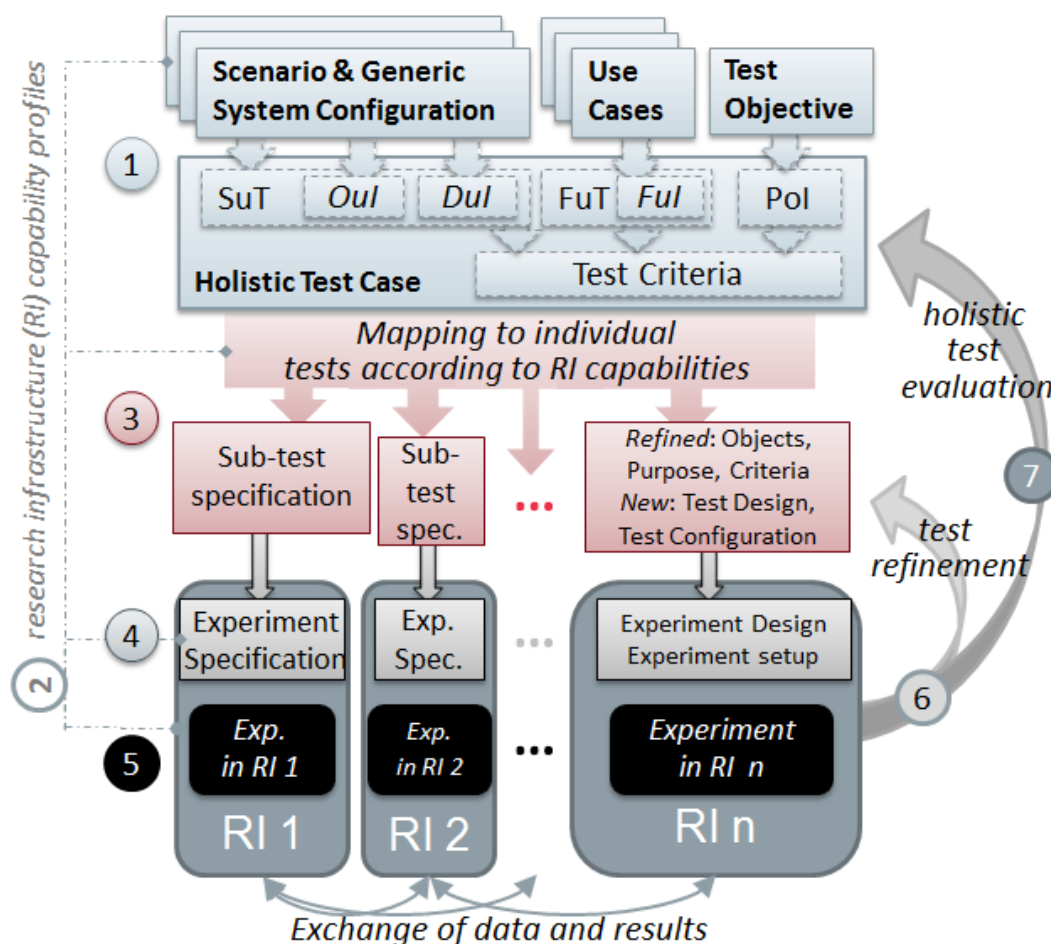 Scenario & Generic
System Configuration
Use
Cases
Test
Objective
1
SuT
OuI
DuI
FuT
FuI
PoI
Test Criteria
Holistic Test Case
Mapping to individual
tests according to RI capabilities
research infrastructure (RI) capability profiles
2
3
Sub-test
specification
Sub-
test
spec.
...
Refined: Objects,
Purpose, Criteria
New: Test Design,
Test Configuration
holistic
test
evaluation
7
test
refinement
6
4
Experiment
Specification
Exp.
Spec.
...
Experiment Design
Experiment setup
5
Exp.
in RI 1
Exp.
in RI 2
...
Experiment
in RI n
RI 1
RI 2
RI n
Exchange of data and results